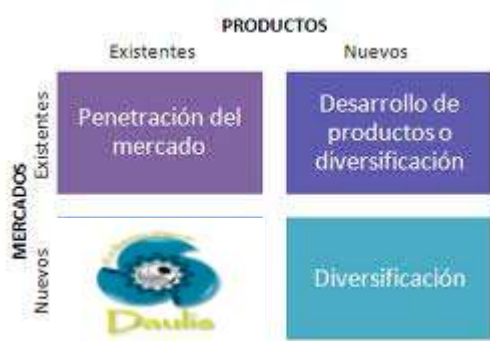 PRODUCTOS
Existentes
Nuevos
MERCADOS
Existentes
Nuevos
Penetración del
mercado
Desarrollo de
productos o
diversificación
Daulis
Diversificación